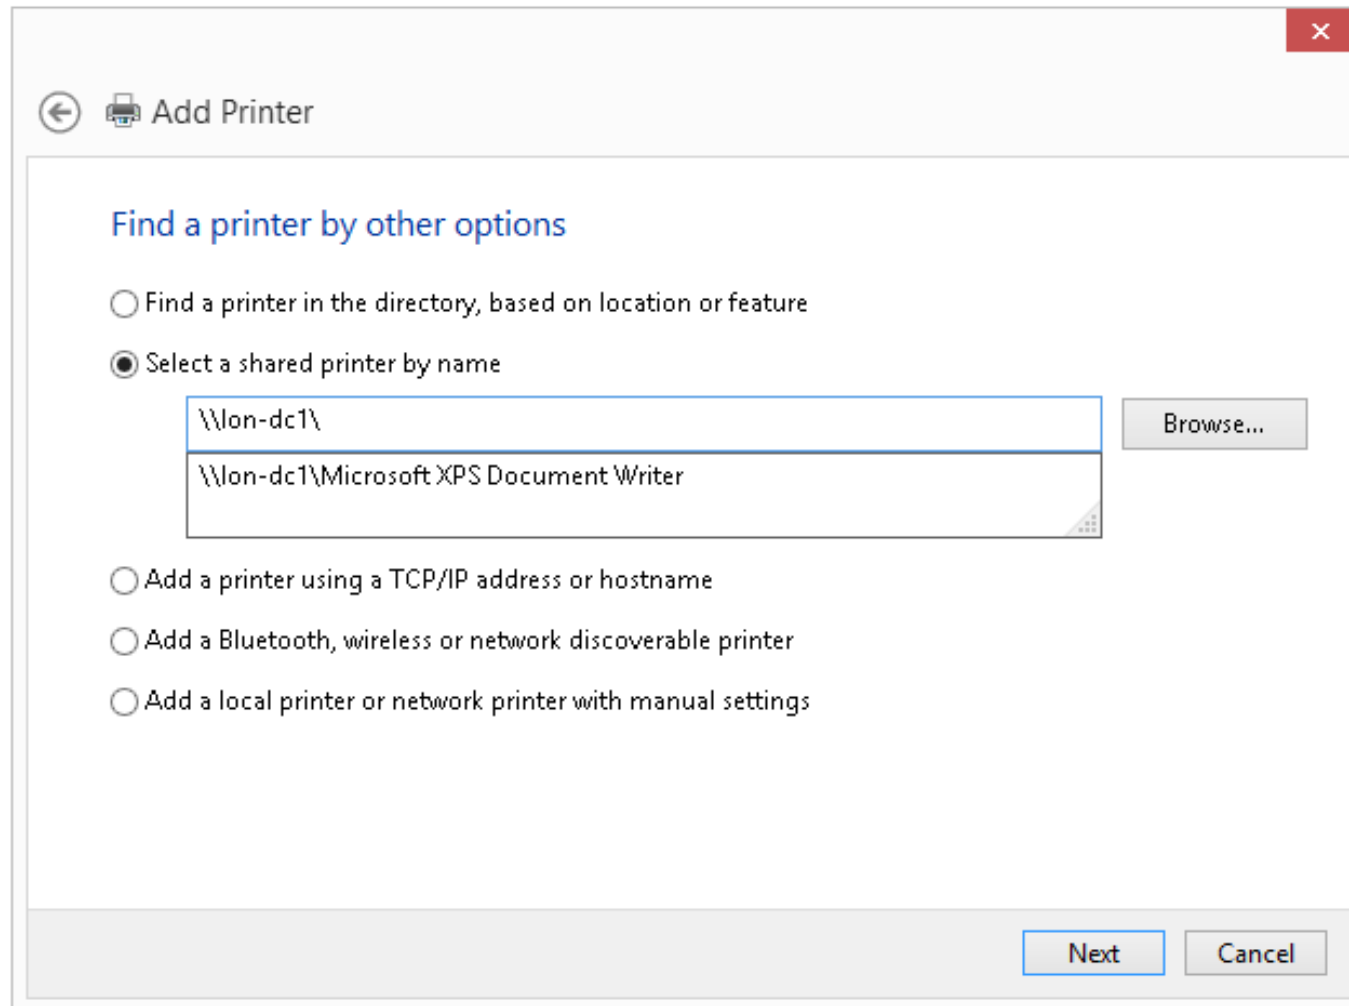 Add Printer
Find a printer by other options
Find a printer in the directory, based on location or feature
Select a shared printer by name
\\lon-dc1\
Browse...
\\lon-dc1\Microsoft XPS Document Writer
Add a printer using a TCP/IP address or hostname
Add a Bluetooth, wireless or network discoverable printer
Add a local printer or network printer with manual settings
Next
Cancel